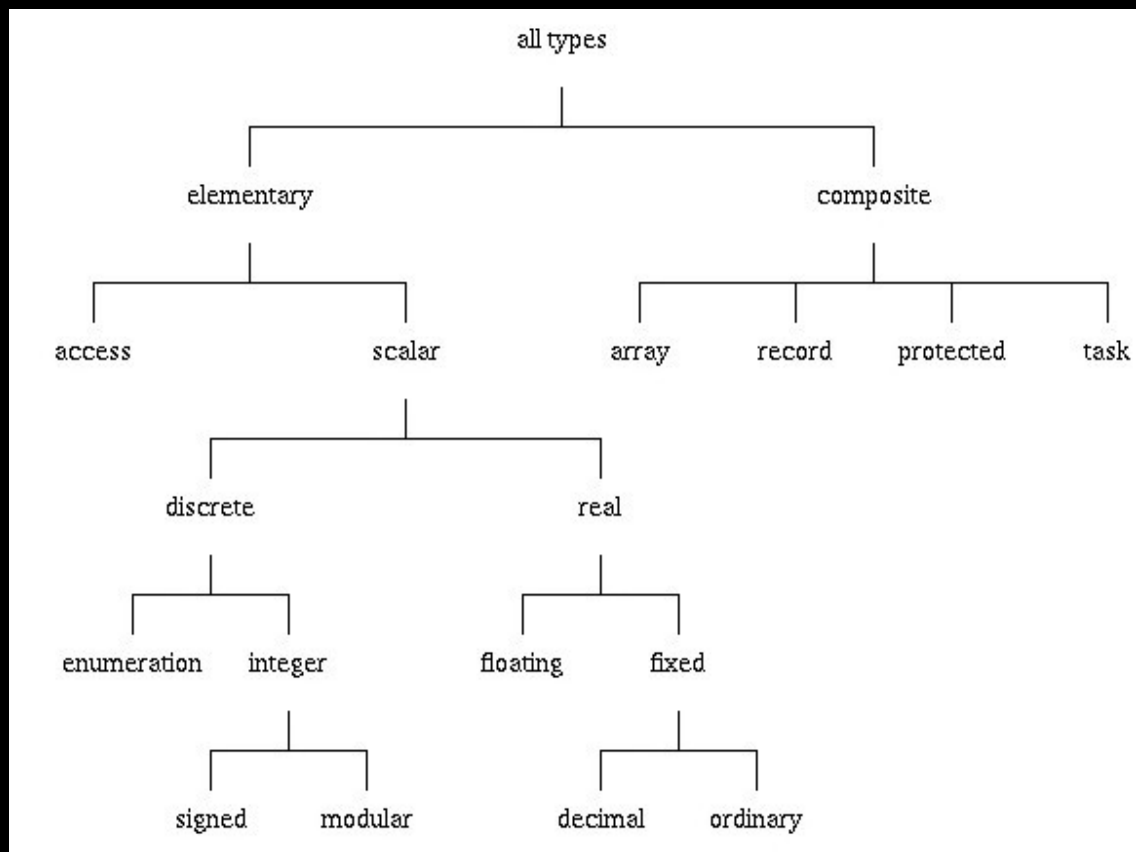 all types
elementary composite
access scalar array record protected task
discrete real
enumeration integer floating fixed
signed modular decimal ordinary